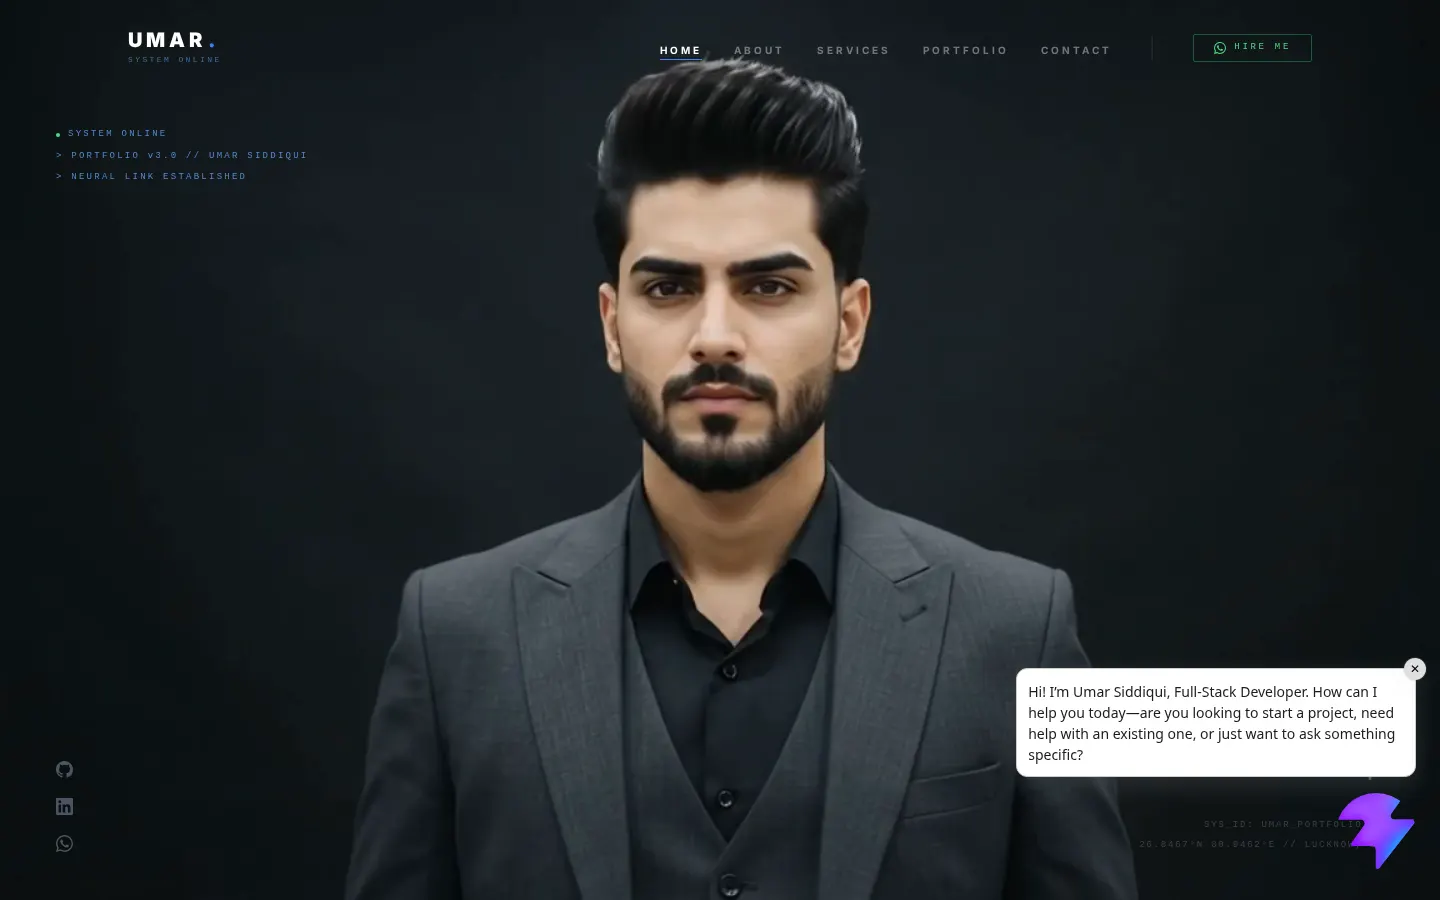 UMAR.
SYSTEM ONLINE
HOME ABOUT SERVICES PORTFOLIO CONTACT
HIRE ME
SYSTEM ONLINE
> PORTFOLIO v3.0 // UMAR SIDDIQUI
> NEURAL LINK ESTABLISHED
Hi! I'm Umar Siddiqui, Full-Stack Developer. How can I
help you today—are you looking to start a project, need
help with an existing one, or just want to ask something
specific?
SYS_ID: UMAR PORTFOLIO
// LUCKNOW